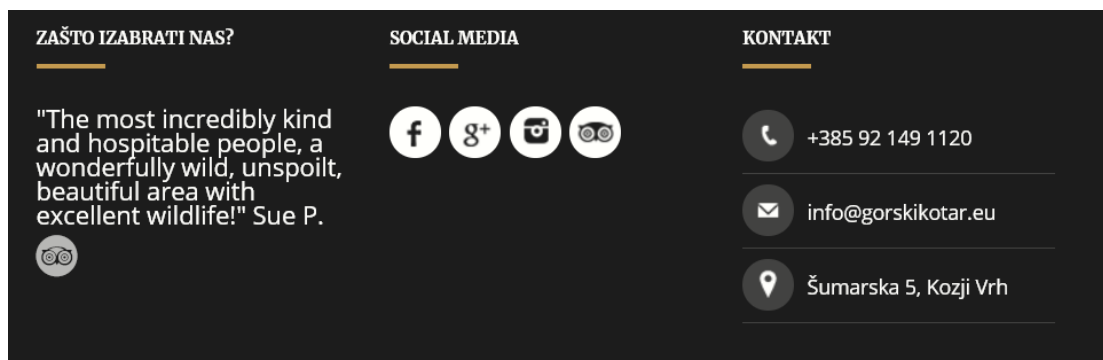 ZAŠTO IZABRATI NAS?
"The most incredibly kind
and hospitable people, a
wonderfully wild, unspoilt,
beautiful area with
excellent wildlife!" Sue P.
SOCIAL MEDIA
f g+
KONTAKT
+385 92 149 1120
info@gorskikotar.eu
Šumarska 5, Kozji Vrh